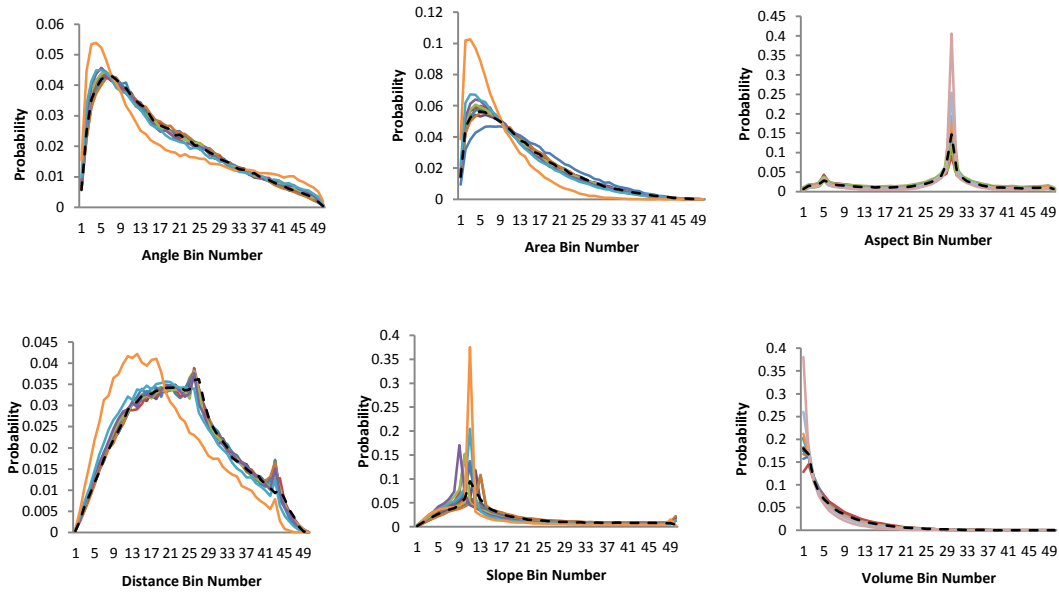 0.06
0.05
0.04
0.03
0.02
0.01
0
Probability
1 5 9 13 17 21 25 29 33 37 41 45 49
Angle Bin Number
0.12
0.1
0.08
0.06
0.04
0.02
0
Probability
1 5 9 13 17 21 25 29 33 37 41 45 49
Area Bin Number
0.45
0.4
0.35
0.3
0.25
0.2
0.15
0.1
0.05
0
Probability
1 5 9 13 17 21 25 29 33 37 41 45 49
Aspect Bin Number
0.045
0.04
0.035
0.03
0.025
0.02
0.015
0.01
0.005
0
Probability
1 5 9 13 17 21 25 29 33 37 41 45 49
Distance Bin Number
0.4
0.35
0.3
0.25
0.2
0.15
0.1
0.05
0
Probability
1 5 9 13 17 21 25 29 33 37 41 45 49
Slope Bin Number
0.4
0.35
0.3
0.25
0.2
0.15
0.1
0.05
0
Probability
1 5 9 13 17 21 25 29 33 37 41 45 49
Volume Bin Number